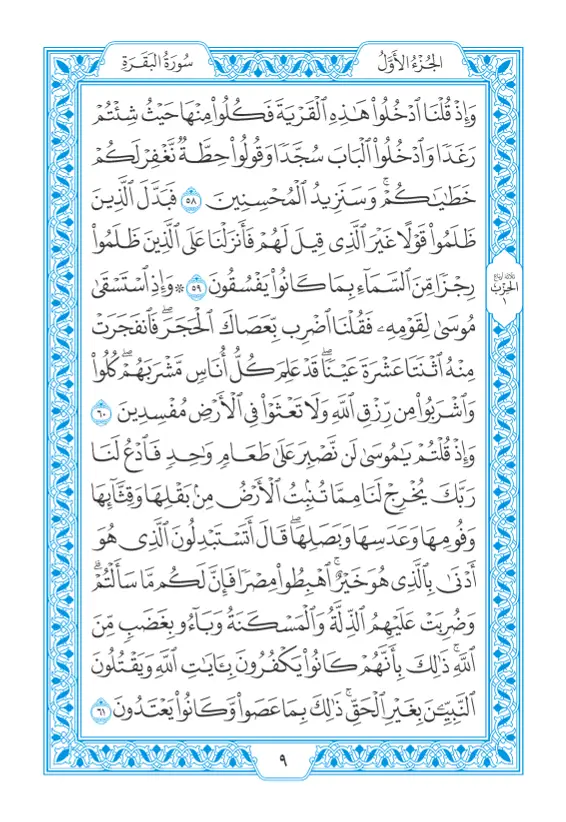 الجُزْءُ الأَوَّلُ
سُورَةُ البَقَرَةِ
وَإِذْ قُلْنَا ٱدْخُلُوا۟ هَٰذِهِ ٱلْقَرْيَةَ فَكُلُوا۟ مِنْهَا حَيْثُ شِئْتُمْ
رَغَدًا وَٱدْخُلُوا۟ ٱلْبَابَ سُجَّدًا وَقُولُوا۟ حِطَّةٌ نَّغْفِرْ لَكُمْ
خَطَٰيَٰكُمْ ۚ وَسَنَزِيدُ ٱلْمُحْسِنِينَ ٥٨ فَبَدَّلَ ٱلَّذِينَ
ظَلَمُوا۟ قَوْلًا غَيْرَ ٱلَّذِى قِيلَ لَهُمْ فَأَنزَلْنَا عَلَى ٱلَّذِينَ ظَلَمُوا۟
رِجْزًا مِّنَ ٱلسَّمَآءِ بِمَا كَانُوا۟ يَفْسُقُونَ ٥٩ * وَإِذِ ٱسْتَسْقَىٰ
مُوسَىٰ لِقَوْمِهِۦ فَقُلْنَا ٱضْرِب بِّعَصَاكَ ٱلْحَجَرَ ۖ فَٱنفَجَرَتْ
مِنْهُ ٱثْنَتَا عَشْرَةَ عَيْنًا ۖ قَدْ عَلِمَ كُلُّ أُنَاسٍ مَّشْرَبَهُمْ ۖ كُلُوا۟
وَٱشْرَبُوا۟ مِن رِّزْقِ ٱللَّهِ وَلَا تَعْثَوْا۟ فِى ٱلْأَرْضِ مُفْسِدِينَ ٦٠
وَإِذْ قُلْتُمْ يَٰمُوسَىٰ لَن نَّصْبِرَ عَلَىٰ طَعَامٍ وَٰحِدٍ فَٱدْعُ لَنَا
رَبَّكَ يُخْرِجْ لَنَا مِمَّا تُنۢبِتُ ٱلْأَرْضُ مِنۢ بَقْلِهَا وَقِثَّآئِهَا
وَفُومِهَا وَعَدَسِهَا وَبَصَلِهَا ۖ قَالَ أَتَسْتَبْدِلُونَ ٱلَّذِى هُوَ
أَدْنَىٰ بِٱلَّذِى هُوَ خَيْرٌ ۚ ٱهْبِطُوا۟ مِصْرًا فَإِنَّ لَكُم مَّا سَأَلْتُمْ ۗ
وَضُرِبَتْ عَلَيْهِمُ ٱلذِّلَّةُ وَٱلْمَسْكَنَةُ وَبَآءُو بِغَضَبٍ مِّنَ
ٱللَّهِ ۗ ذَٰلِكَ بِأَنَّهُمْ كَانُوا۟ يَكْفُرُونَ بِـَٔايَٰتِ ٱللَّهِ وَيَقْتُلُونَ
ٱلنَّبِيِّـۧنَ بِغَيْرِ ٱلْحَقِّ ۗ ذَٰلِكَ بِمَا عَصَوا۟ وَّكَانُوا۟ يَعْتَدُونَ ٦١
ثلاثة أرباع
الحِزْب
١
٩